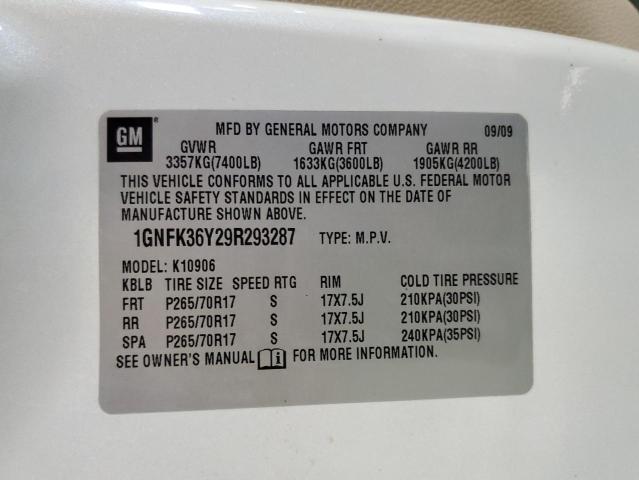 GM ®
MFD BY GENERAL MOTORS COMPANY 09/09
GVWR GAWR FRT GAWR RR
3357KG(7400LB) 1633KG(3600LB) 1905KG(4200LB)
THIS VEHICLE CONFORMS TO ALL APPLICABLE U.S. FEDERAL MOTOR
VEHICLE SAFETY STANDARDS IN EFFECT ON THE DATE OF
MANUFACTURE SHOWN ABOVE.
1GNFK36Y29R293287 TYPE: M.P.V.
MODEL: K10906
KBLB TIRE SIZE SPEED RTG RIM COLD TIRE PRESSURE
FRT P265/70R17 S 17X7.5J 210KPA(30PSI)
RR P265/70R17 S 17X7.5J 210KPA(30PSI)
SPA P265/70R17 S 17X7.5J 240KPA(35PSI)
SEE OWNER'S MANUAL FOR MORE INFORMATION.